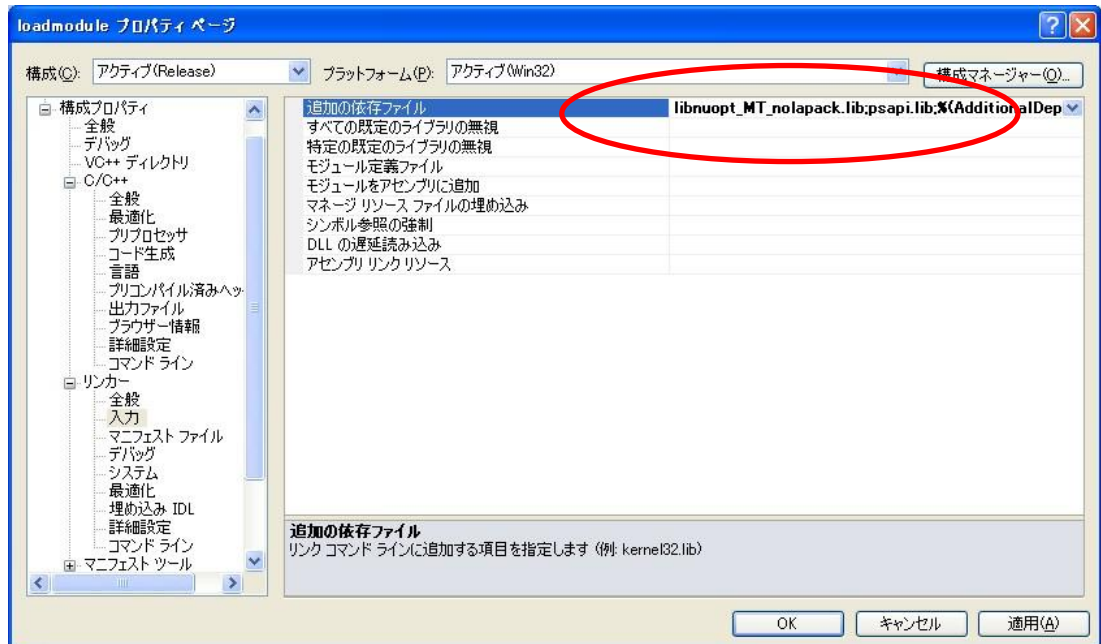 loadmodule プロパティ ページ
構成(C): アクティブ(Release) プラットフォーム(P): アクティブ(Win32) 構成マネージャー(O)...
構成プロパティ
全般
デバッグ
VC++ ディレクトリ
C/C++
全般
最適化
プリプロセッサ
コード生成
言語
プリコンパイル済みヘッ
出力ファイル
ブラウザー情報
詳細設定
コマンド ライン
リンカー
全般
入力
マニフェスト ファイル
デバッグ
システム
最適化
埋め込み IDL
詳細設定
コマンド ライン
マニフェスト ツール
追加の依存ファイル libnuopt_MT_nolapack.lib;psapi.lib;%(AdditionalDep
すべての既定のライブラリの無視
特定の既定のライブラリの無視
モジュール定義ファイル
モジュールをアセンブリに追加
マネージ リソース ファイルの埋め込み
シンボル参照の強制
DLL の遅延読み込み
アセンブリ リンク リソース
追加の依存ファイル
リンク コマンド ラインに追加する項目を指定します (例: kernel32.lib)
OK キャンセル 適用(A)